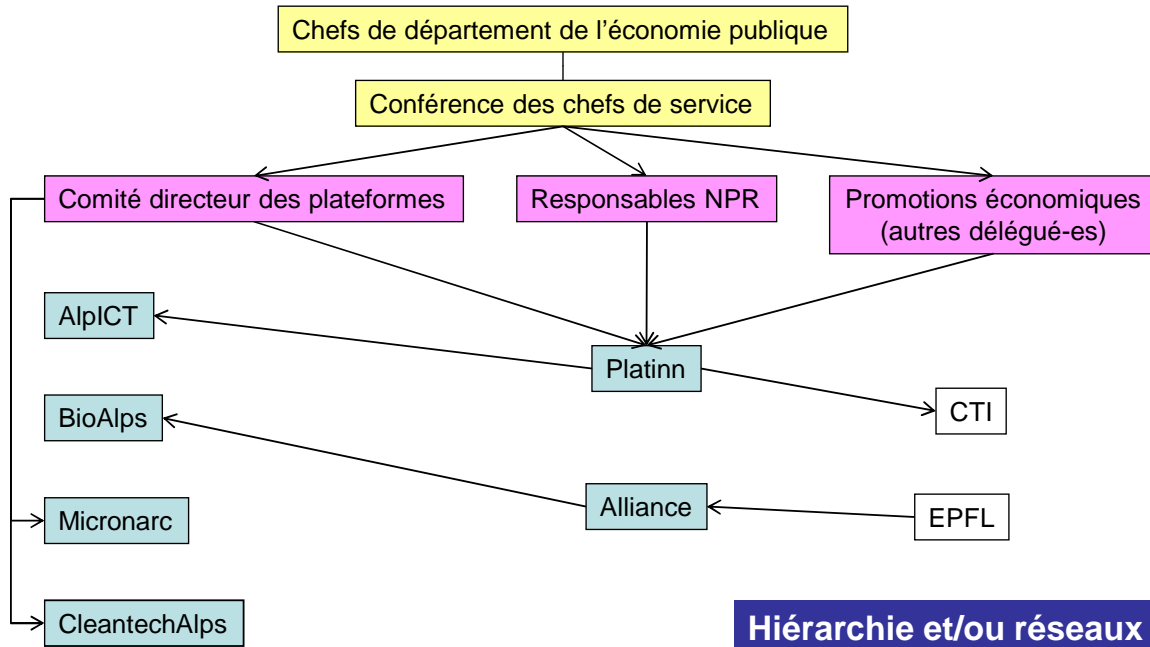 Chefs de département de l’économie publique
Conférence des chefs de service
Comité directeur des plateformes
Responsables NPR
Promotions économiques
(autres délégué-es)
AlpICT
Platinn
BioAlps
CTI
Micronarc
Alliance
EPFL
CleantechAlps
Hiérarchie et/ou réseaux